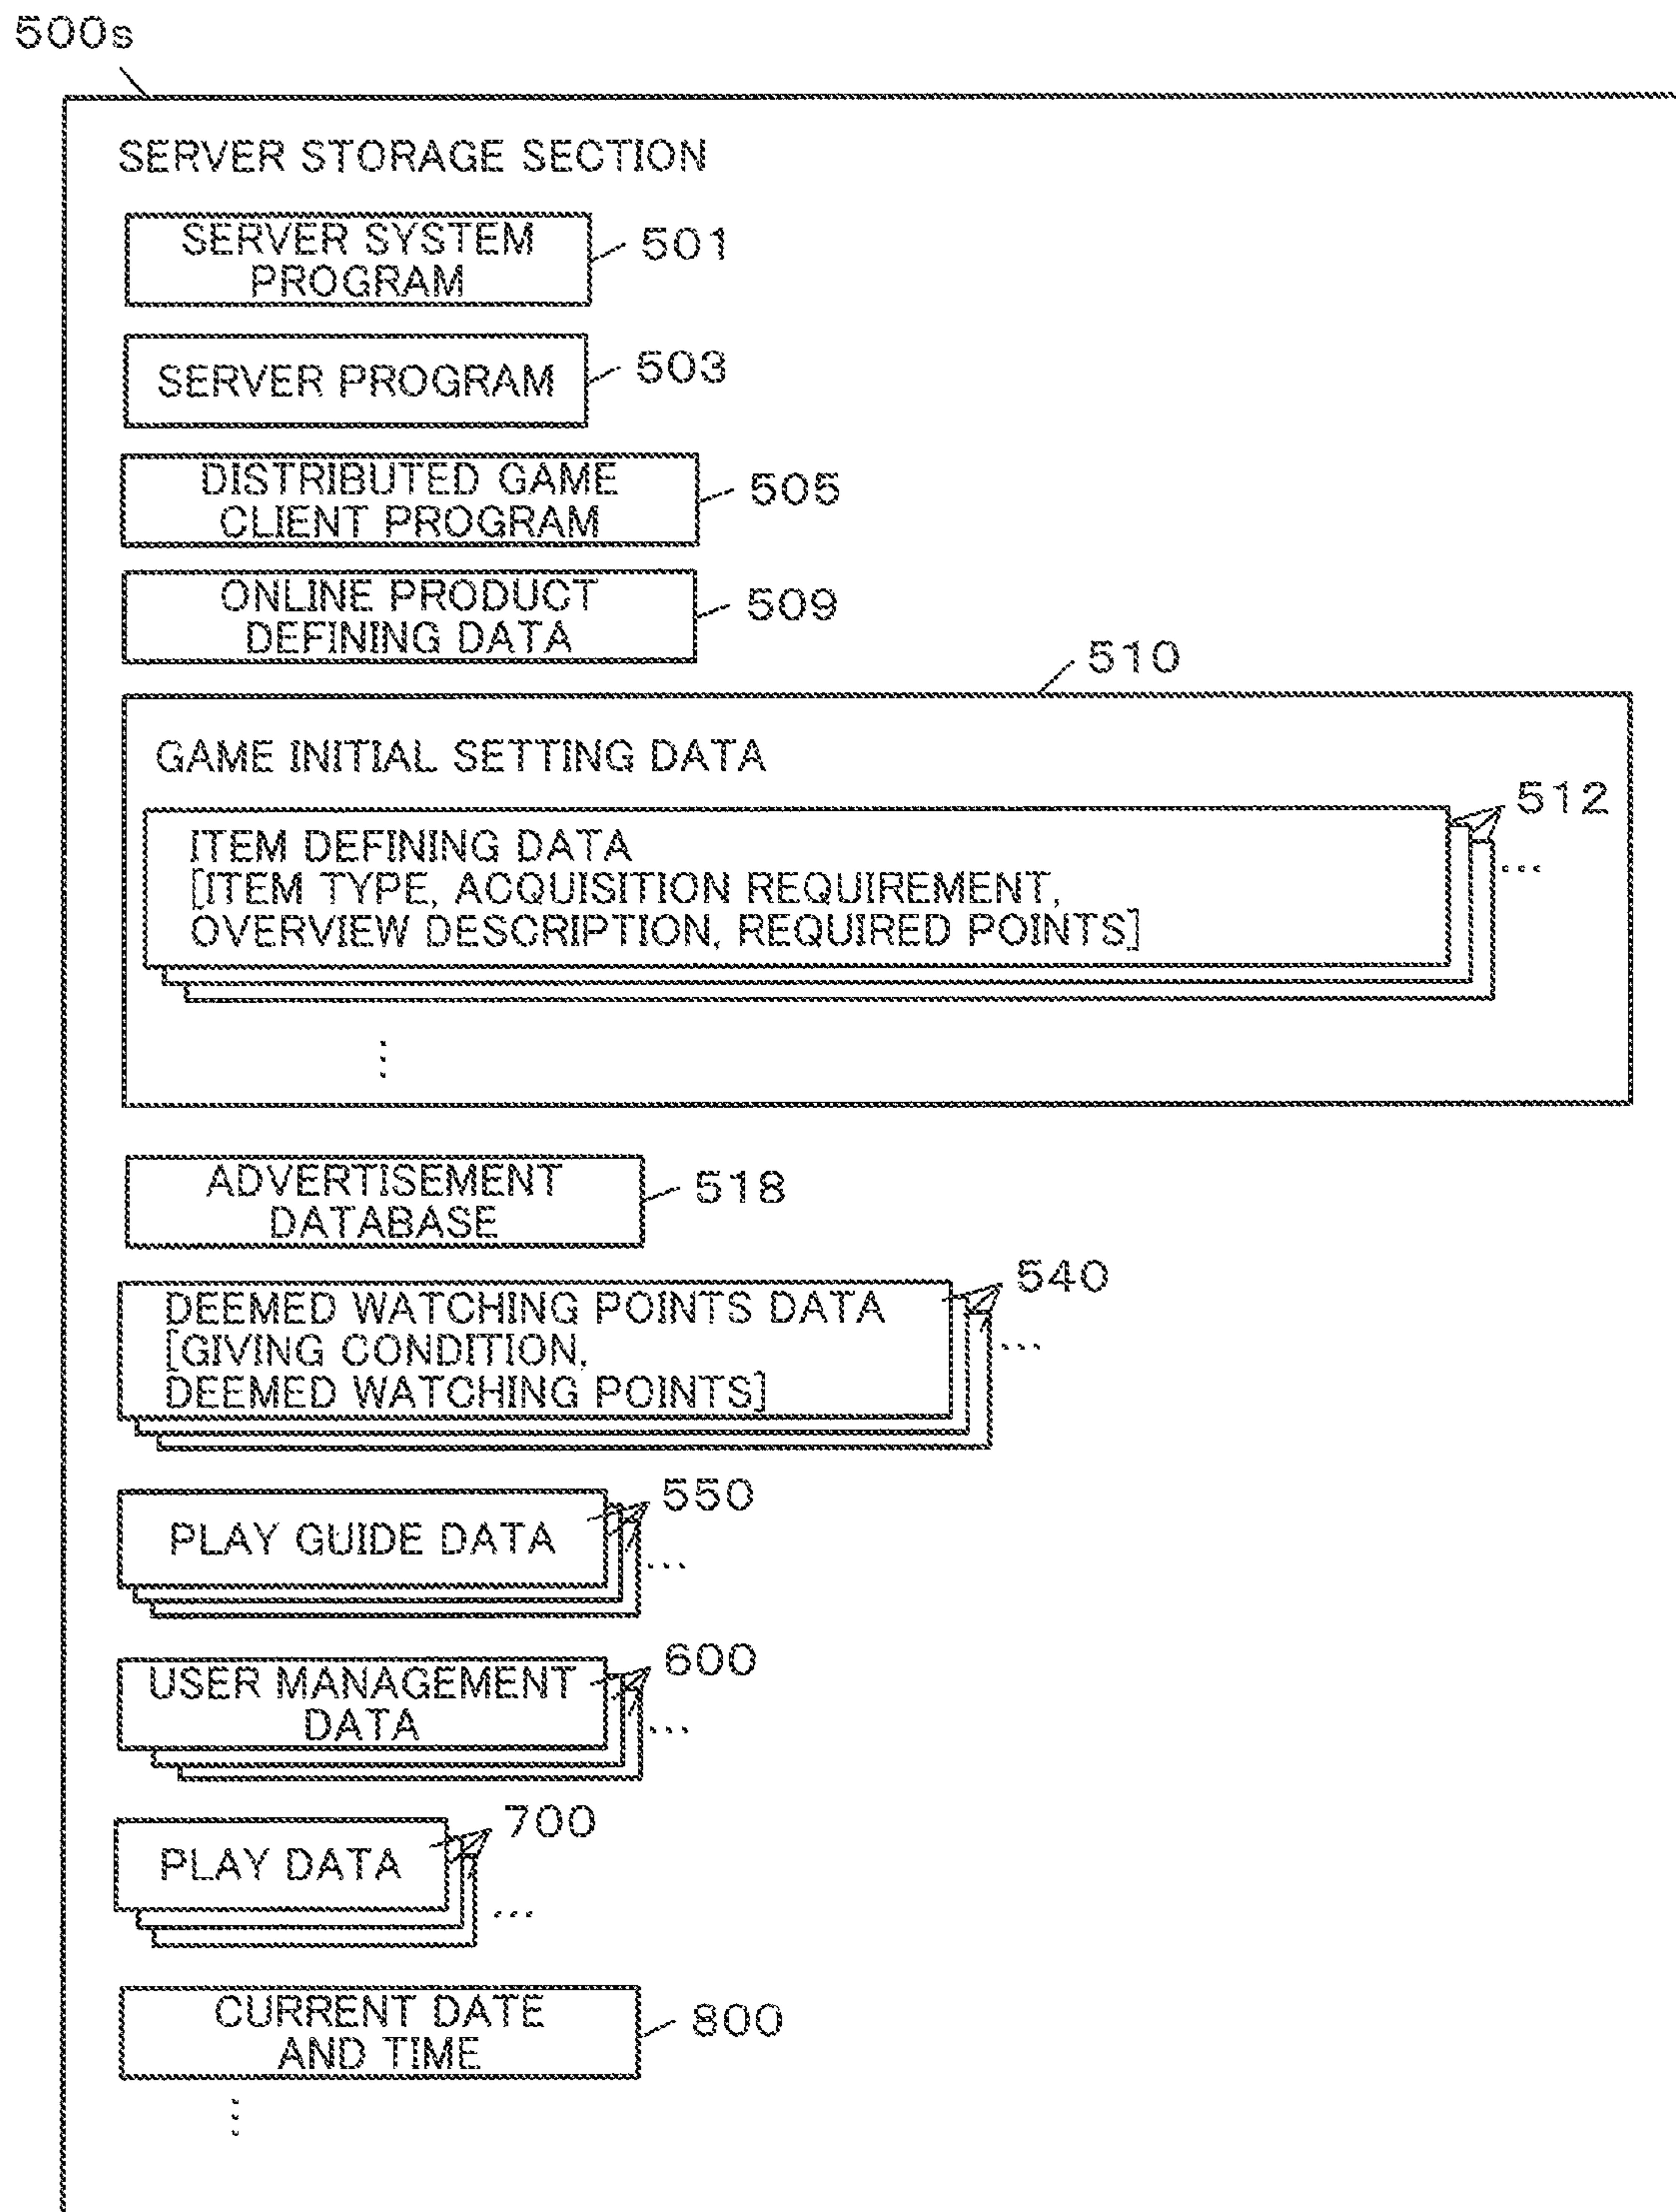 500s
SERVER STORAGE SECTION
SERVER SYSTEM
PROGRAM
501
SERVER PROGRAM
503
DISTRIBUTED GAME
CLIENT PROGRAM
505
ONLINE PRODUCT
DEFINING DATA
509
510
GAME INITIAL SETTING DATA
512
ITEM DEFINING DATA
[ITEM TYPE, ACQUISITION REQUIREMENT,
OVERVIEW DESCRIPTION, REQUIRED POINTS]
...
⋮
ADVERTISEMENT
DATABASE
518
540
DEEMED WATCHING POINTS DATA
[GIVING CONDITION,
DEEMED WATCHING POINTS]
...
550
PLAY GUIDE DATA
...
600
USER MANAGEMENT
DATA
...
700
PLAY DATA
...
CURRENT DATE
AND TIME
800
⋮